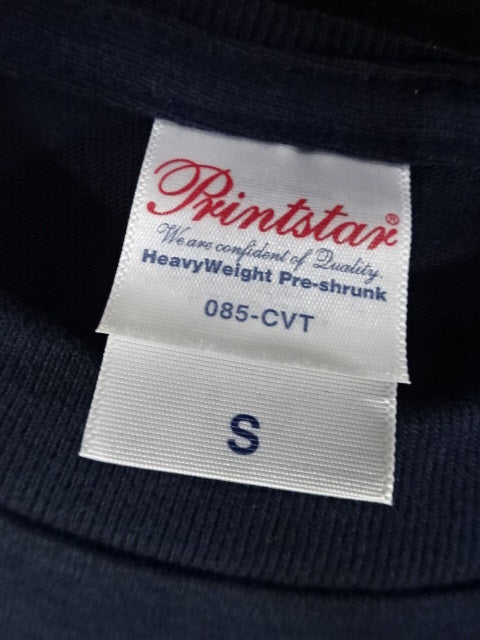 Printstar®
We are confident of Quality.
HeavyWeight Pre-shrunk
085-CVT
S